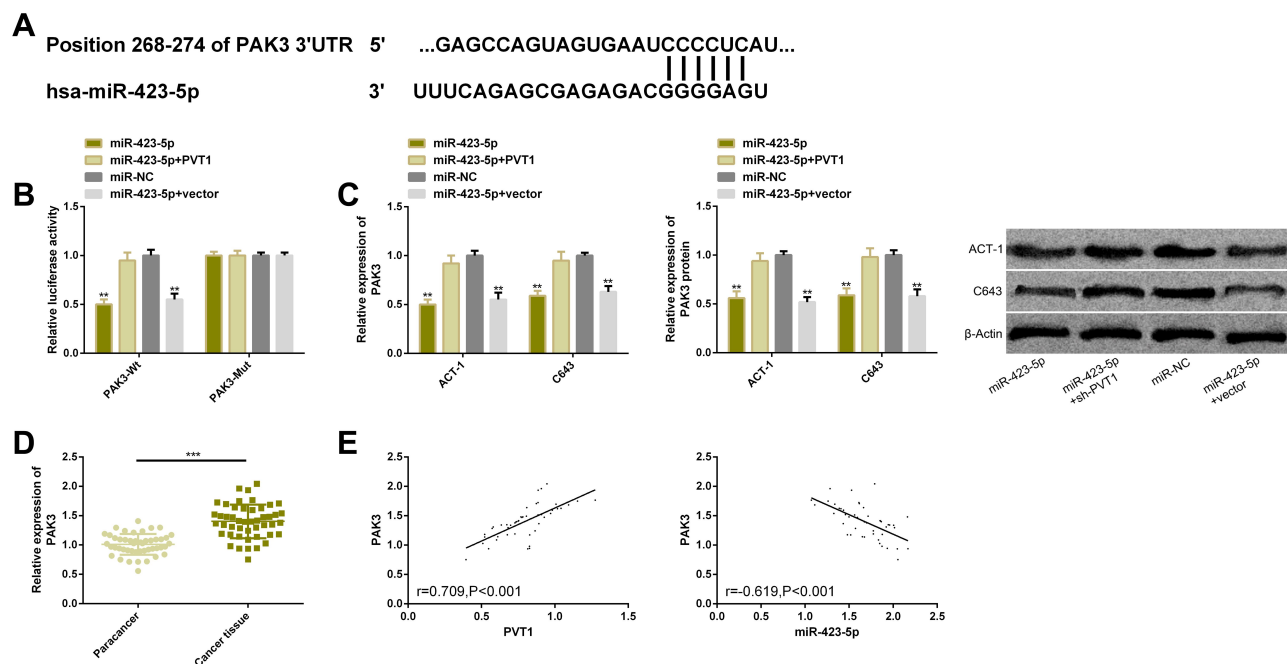 A
Position 268-274 of PAK3 3'UTR 5' ...GAGCCAGUAGUGAAUCCCCUCAU...
hsa-miR-423-5p 3' UUUCAGAGCGAGAGACGGGGAGU
B
miR-423-5p
miR-423-5p+PVT1
miR-NC
miR-423-5p+vector
Relative luciferase activity
1.5
1.0
0.5
0.0
** **
PAK3-Wt
PAK3-Mut
C
miR-423-5p
miR-423-5p+PVT1
miR-NC
miR-423-5p+vector
Relative expression of
PAK3
1.5
1.0
0.5
0.0
** ** ** **
ACT-1
C643
miR-423-5p
miR-423-5p+PVT1
miR-NC
miR-423-5p+vector
Relative expression of
PAK3 protein
1.5
1.0
0.5
0.0
** ** ** **
ACT-1
C643
ACT-1
C643
β-Actin
miR-423-5p
miR-423-5p
+sh-PVT1
miR-NC
miR-423-5p
+vector
D
Relative expression of
PAK3
2.5
2.0
1.5
1.0
0.5
0.0
***
Paracancer
Cancer tissue
E
PAK3
2.5
2.0
1.5
1.0
0.5
0.0
r=0.709,P<0.001
0.0 0.5 1.0 1.5
PVT1
PAK3
2.5
2.0
1.5
1.0
0.5
0.0
r=-0.619,P<0.001
0.0 0.5 1.0 1.5 2.0 2.5
miR-423-5p